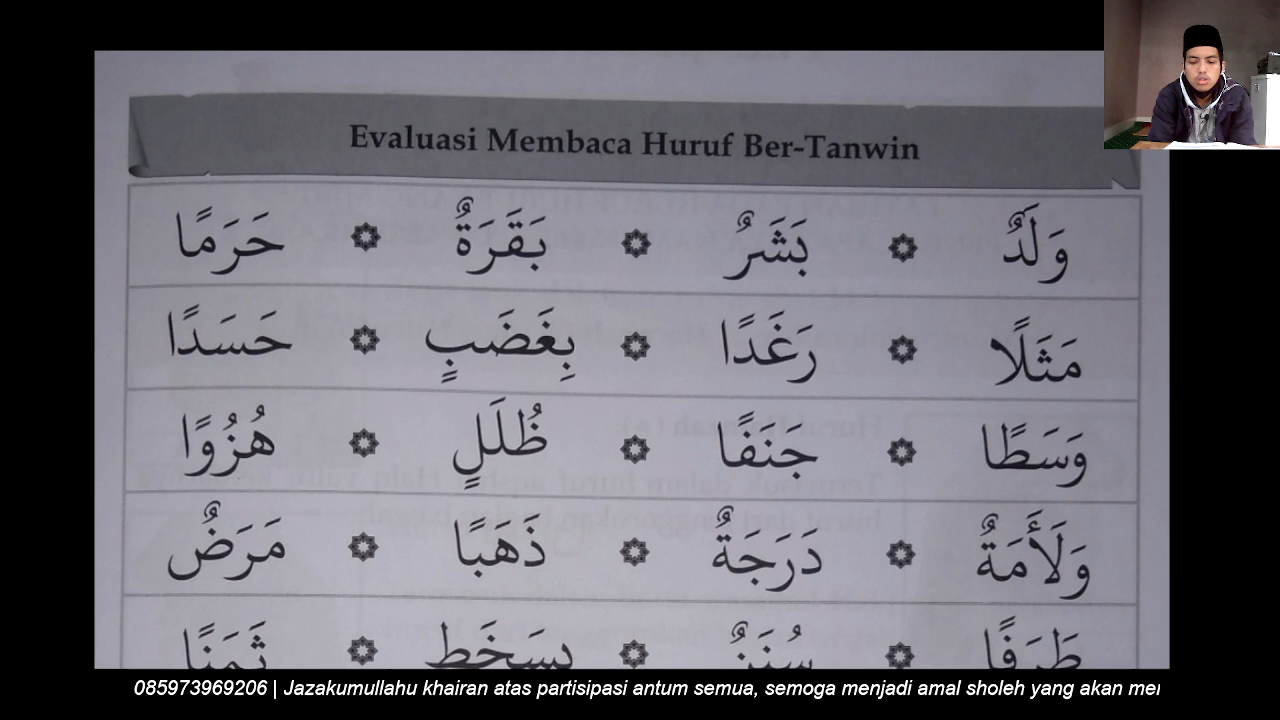 Evaluasi Membaca Huruf Ber-Tanwin
وَلَدٌ ۞ بَشَرٌ ۞ بَقَرَةٌ ۞ حَرَمًا
مَثَلًا ۞ رَغَدًا ۞ بِغَضَبٍ ۞ حَسَدًا
وَسَطًا ۞ جَنَفًا ۞ ظُلَلٍ ۞ هُزُوًا
وَلَأَمَةٌ ۞ دَرَجَةٌ ۞ ذَهَبًا ۞ مَرَضٌ
طَرَفًا ۞ سُنَنٌ ۞ بِسَخَطٍ ۞ ثَمَنًا
085973969206 | Jazakumullahu khairan atas partisipasi antum semua, semoga menjadi amal sholeh yang akan